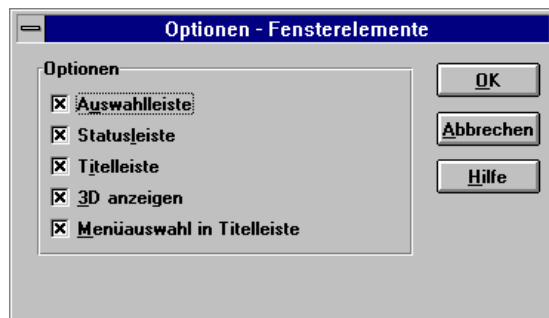 Optionen - Fensterelemente
Optionen
Auswahlleiste
Statusleiste
Titelleiste
3D anzeigen
Menüauswahl in Titelleiste
OK
Abbrechen
Hilfe